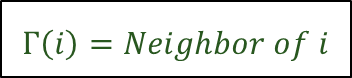 Γ(i) = Neighbor of i